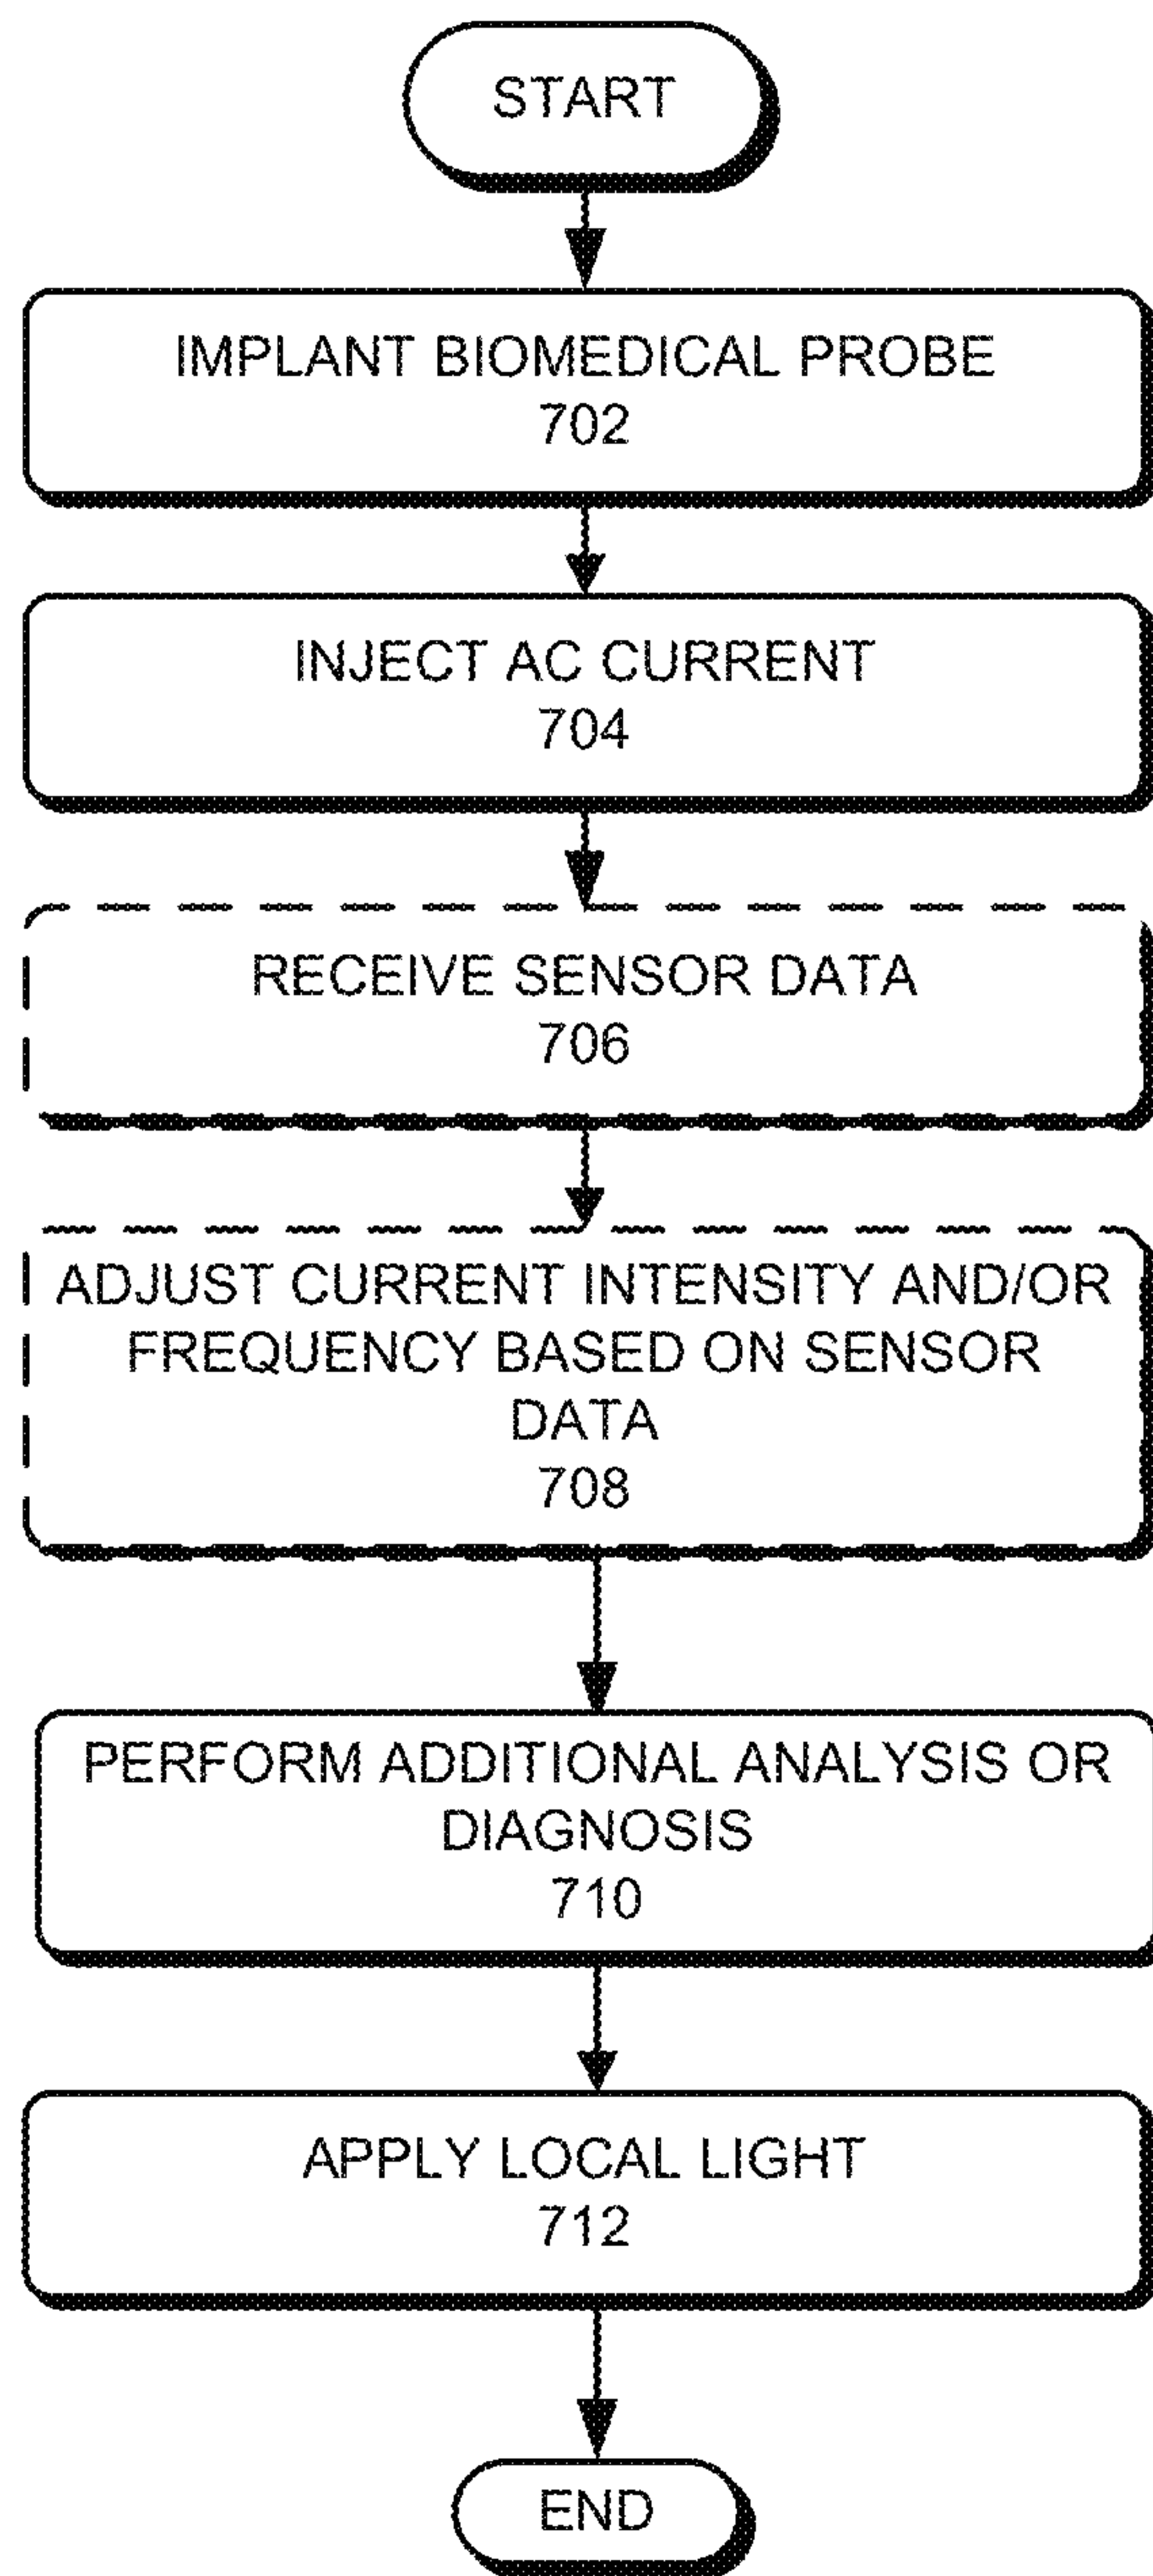 START
IMPLANT BIOMEDICAL PROBE
702
INJECT AC CURRENT
704
RECEIVE SENSOR DATA
706
ADJUST CURRENT INTENSITY AND/OR
FREQUENCY BASED ON SENSOR
DATA
708
PERFORM ADDITIONAL ANALYSIS OR
DIAGNOSIS
710
APPLY LOCAL LIGHT
712
END